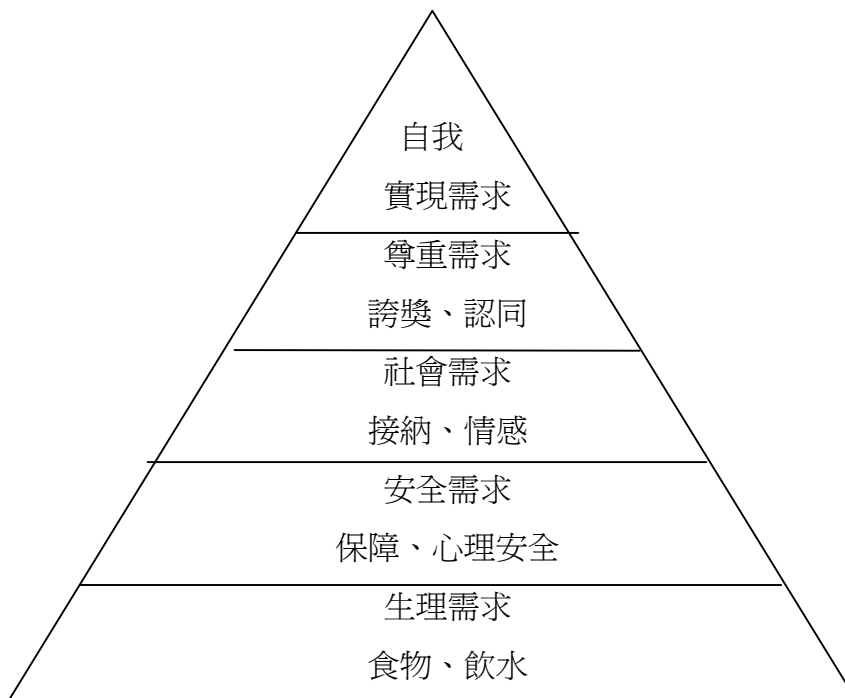 自我
實現需求
尊重需求
誇獎、認同
社會需求
接納、情感
安全需求
保障、心理安全
生理需求
食物、飲水